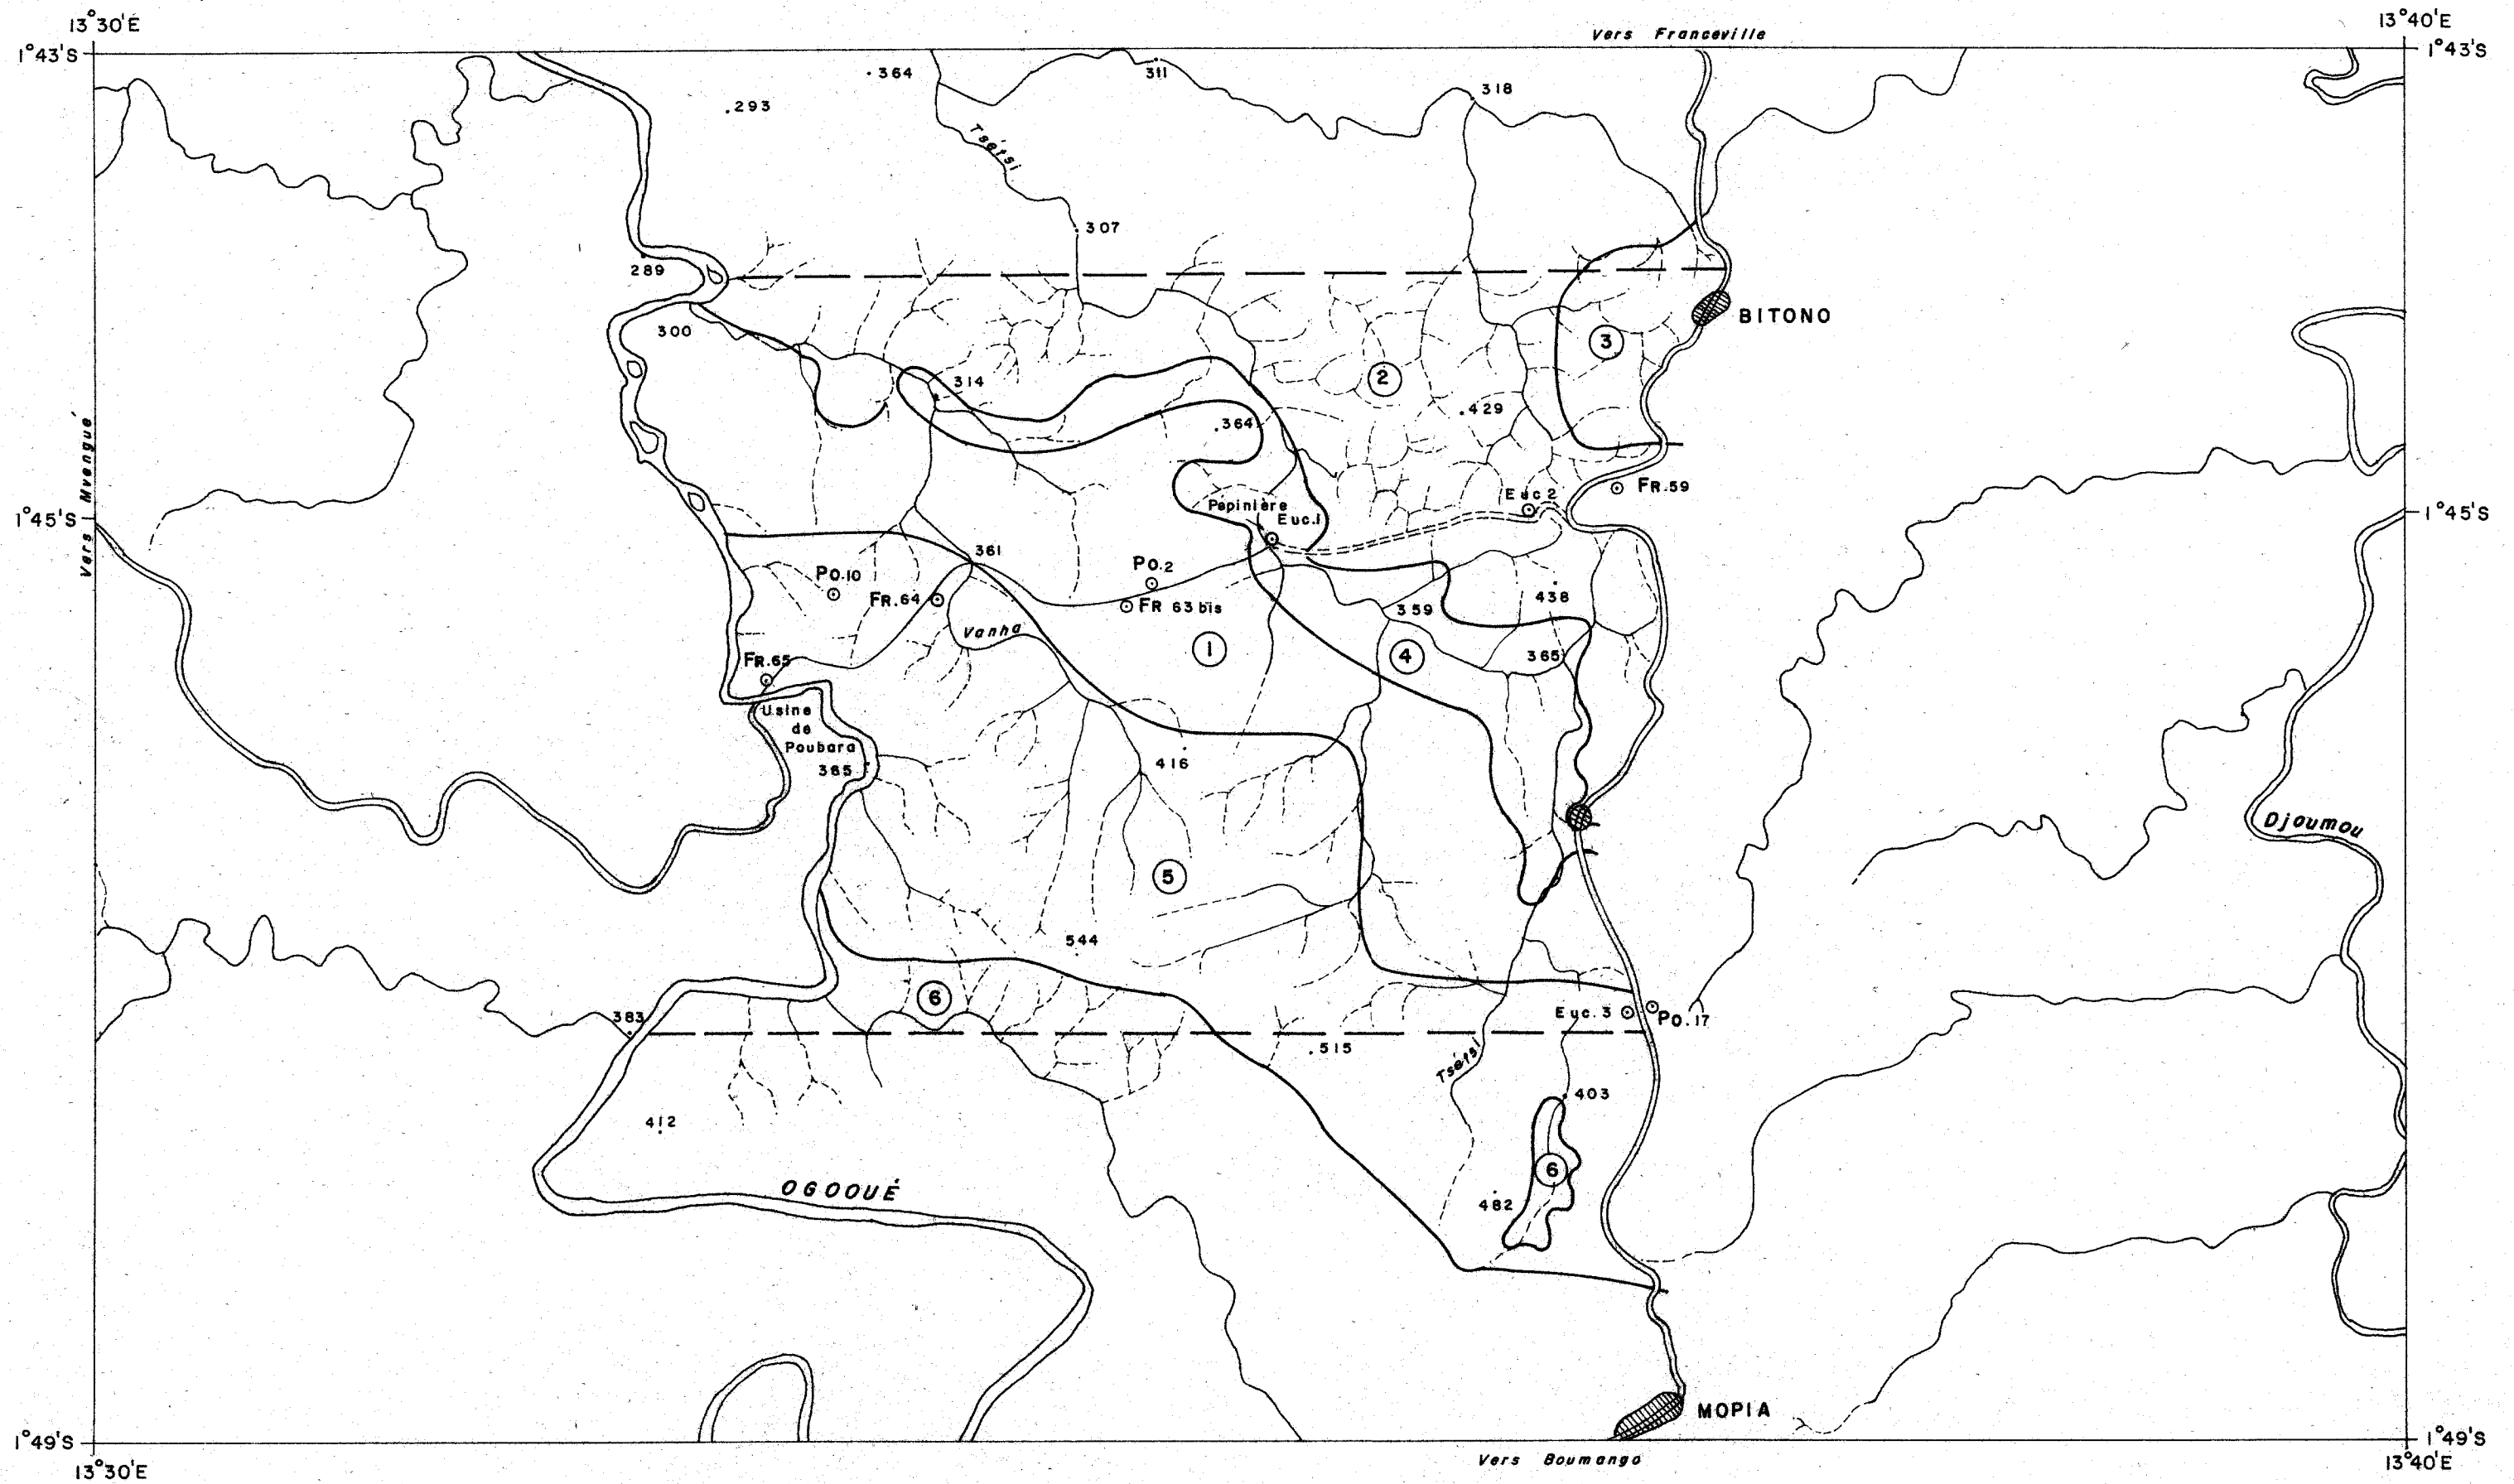 13°30'E
13°40'E
Vers Franceville
1°43'S
1°43'S
364
311
293
318
Tsétsi
307
289
300
BITONO
3
2
314
429
364
Vers Mvengué
Euc 2
FR.59
Pépinière
Euc.1
1°45'S
1°45'S
361
PO.10
PO.2
FR.64
FR 63 bis
438
359
Vanha
1
4
365
FR.65
Usine
de
Poubara
365
416
Djoumou
5
544
6
383
Euc. 3
PO.17
515
Tsétsi
403
412
6
OGOOUÉ
482
MOPIA
1°49'S
1°49'S
Vers Boumango
13°30'E
13°40'E